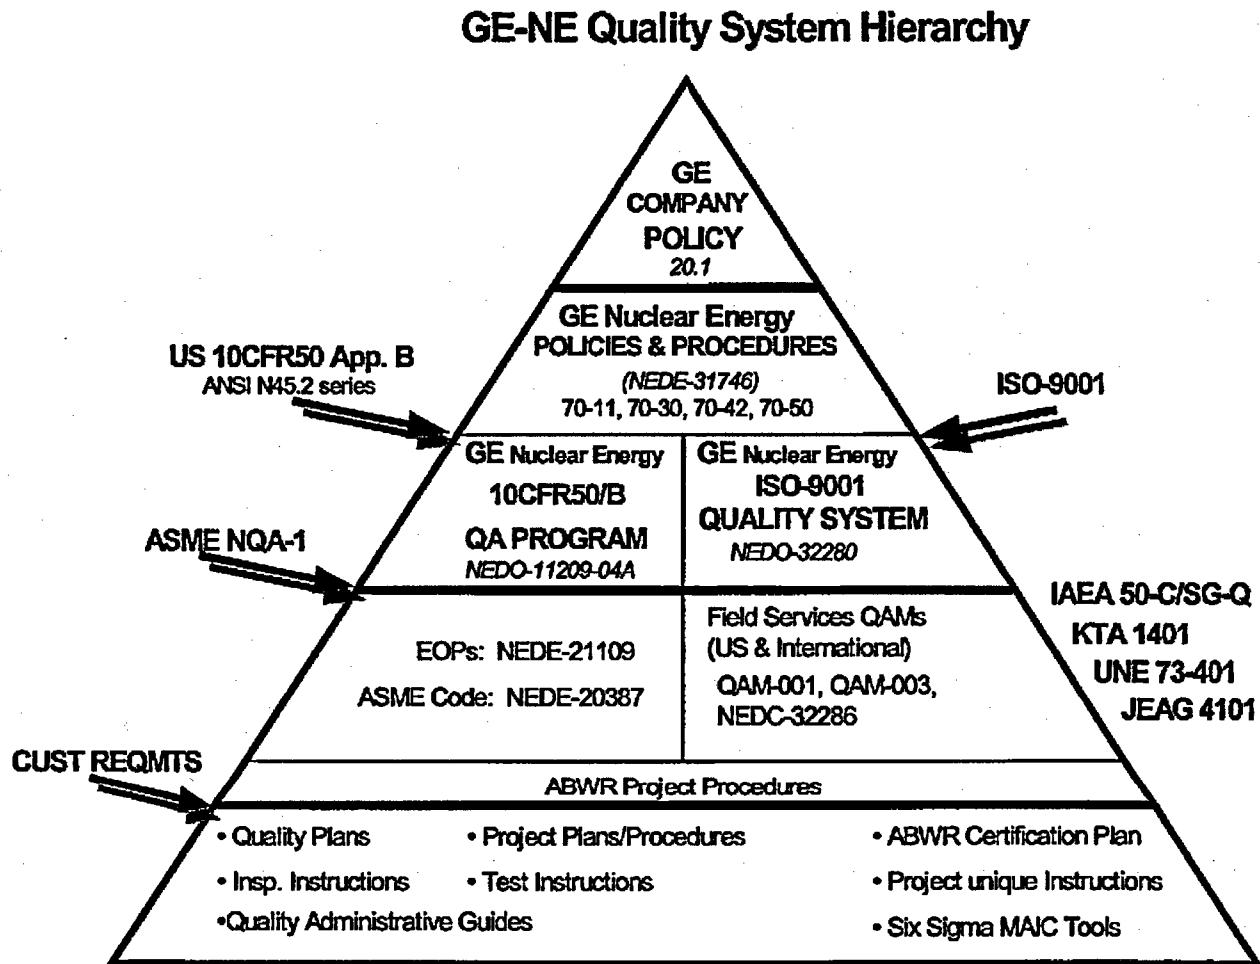 GE-NE Quality System Hierarchy
GE
COMPANY
POLICY
20.1
GE Nuclear Energy
POLICIES & PROCEDURES
(NEDE-31746)
70-11, 70-30, 70-42, 70-50
US 10CFR50 App. B
ANSI N45.2 series
ISO-9001
GE Nuclear Energy
10CFR50/B
QA PROGRAM
NEDO-11209-04A
GE Nuclear Energy
ISO-9001
QUALITY SYSTEM
NEDO-32280
ASME NQA-1
IAEA 50-C/SG-Q
KTA 1401
UNE 73-401
JEAG 4101
EOPs: NEDE-21109
ASME Code: NEDE-20387
Field Services QAMs
(US & International)
QAM-001, QAM-003,
NEDC-32286
CUST REQMTS
ABWR Project Procedures
• Quality Plans
• Insp. Instructions
•Quality Administrative Guides
• Project Plans/Procedures
• Test Instructions
• ABWR Certification Plan
• Project unique Instructions
• Six Sigma MAIC Tools